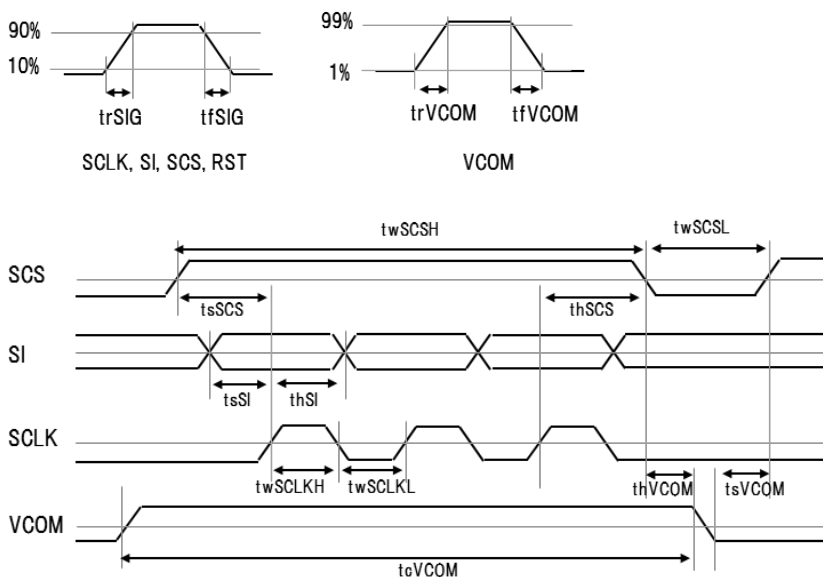 90%
10%
trSIG tfSIG
SCLK, SI, SCS, RST
99%
1%
trVCOM tfVCOM
VCOM
twSCSH twSCSL
SCS
tsSCS thSCS
SI
tsSI thSI
SCLK
twSCLKH twSCLKL thVCOM tsVCOM
VCOM
tcVCOM